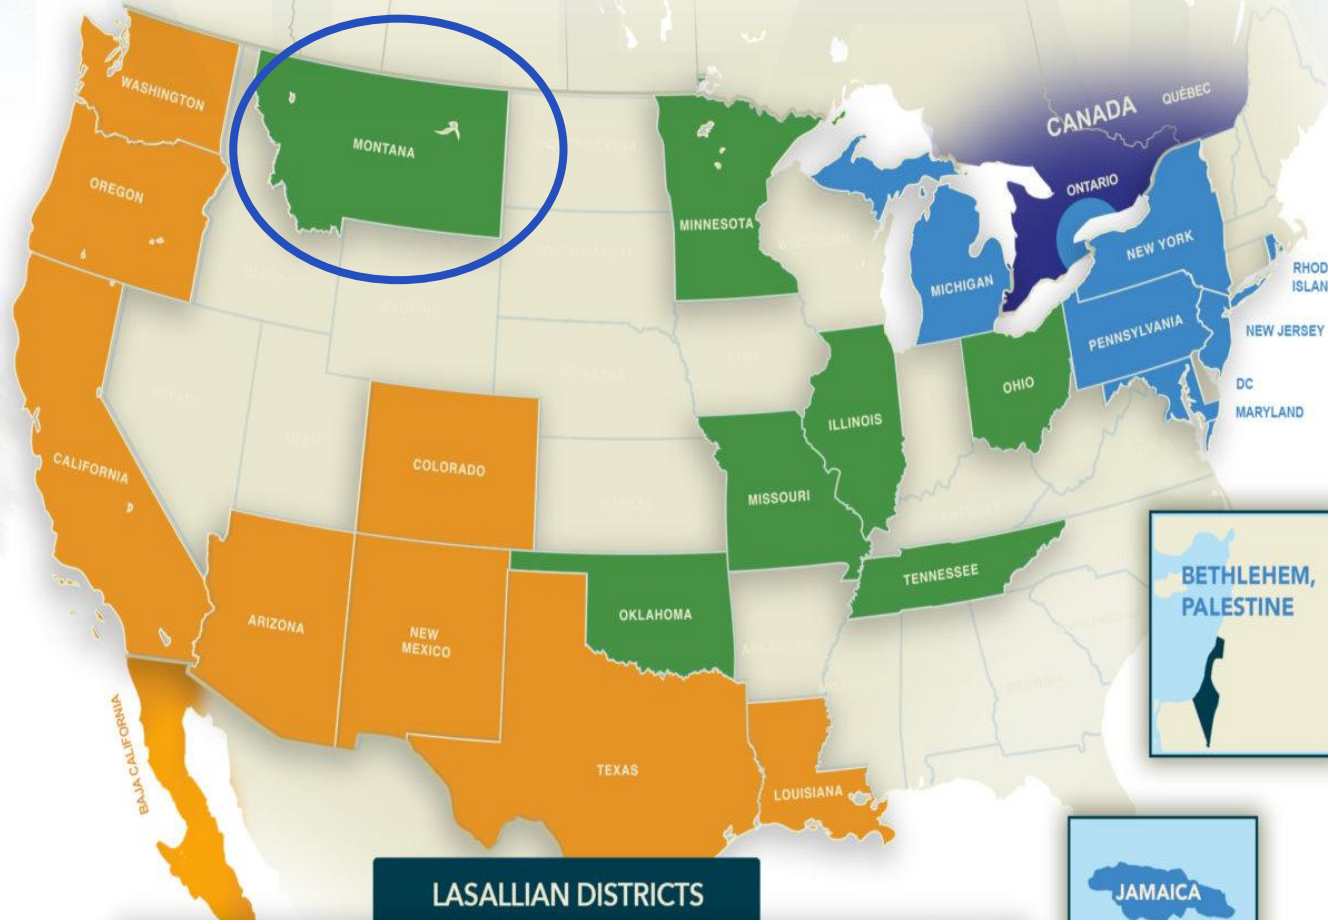 WASHINGTON
MONTANA
OREGON
MINNESOTA
CANADA
QUÉBEC
ONTARIO
MICHIGAN
NEW YORK
RHOD
ISLAN
PENNSYLVANIA
NEW JERSEY
DC
MARYLAND
OHIO
ILLINOIS
CALIFORNIA
COLORADO
MISSOURI
TENNESSEE
OKLAHOMA
ARIZONA
NEW
MEXICO
TEXAS
LOUISIANA
BAJA CALIFORNIA
BETHLEHEM,
PALESTINE
LASALLIAN DISTRICTS
JAMAICA